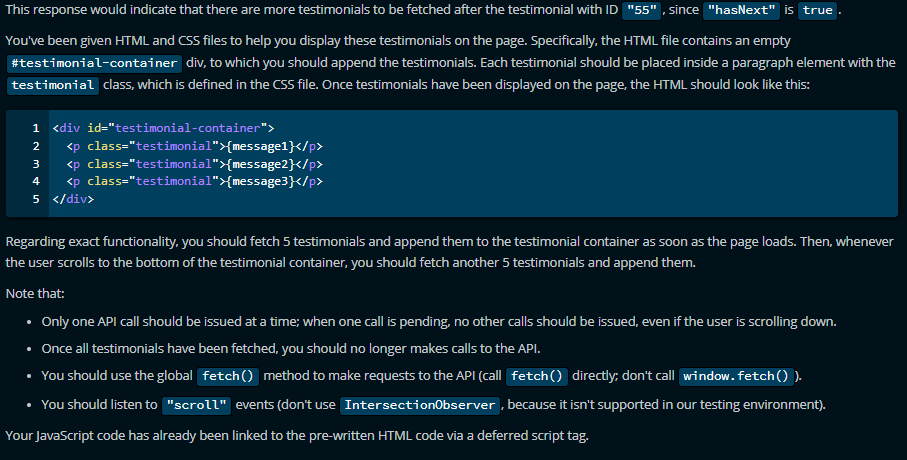 This response would indicate that there are more testimonials to be fetched after the testimonial with ID "55", since "hasNext" is true.
You've been given HTML and CSS files to help you display these testimonials on the page. Specifically, the HTML file contains an empty
#testimonial-container div, to which you should append the testimonials. Each testimonial should be placed inside a paragraph element with the
testimonial class, which is defined in the CSS file. Once testimonials have been displayed on the page, the HTML should look like this:
1 <div id="testimonial-container">
2   <p class="testimonial">{message1}</p>
3   <p class="testimonial">{message2}</p>
4   <p class="testimonial">{message3}</p>
5 </div>
Regarding exact functionality, you should fetch 5 testimonials and append them to the testimonial container as soon as the page loads. Then, whenever
the user scrolls to the bottom of the testimonial container, you should fetch another 5 testimonials and append them.
Note that:
• Only one API call should be issued at a time; when one call is pending, no other calls should be issued, even if the user is scrolling down.
• Once all testimonials have been fetched, you should no longer makes calls to the API.
• You should use the global fetch() method to make requests to the API (call fetch() directly; don't call window.fetch()).
• You should listen to "scroll" events (don't use IntersectionObserver, because it isn't supported in our testing environment).
Your JavaScript code has already been linked to the pre-written HTML code via a deferred script tag.